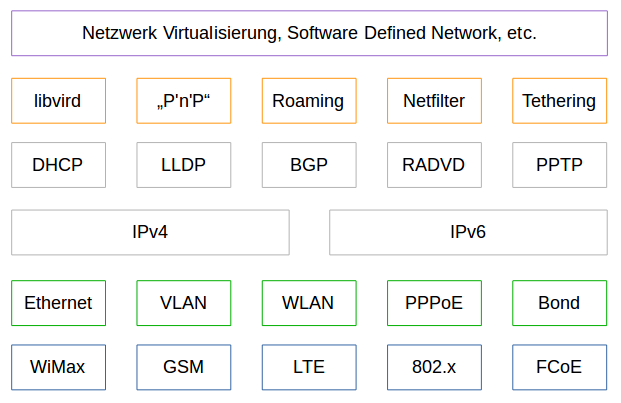 Netzwerk Virtualisierung, Software Defined Network, etc.
libvird
„P'n'P“
Roaming
Netfilter
Tethering
DHCP
LLDP
BGP
RADVD
PPTP
IPv4
IPv6
Ethernet
VLAN
WLAN
PPPoE
Bond
WiMax
GSM
LTE
802.x
FCoE